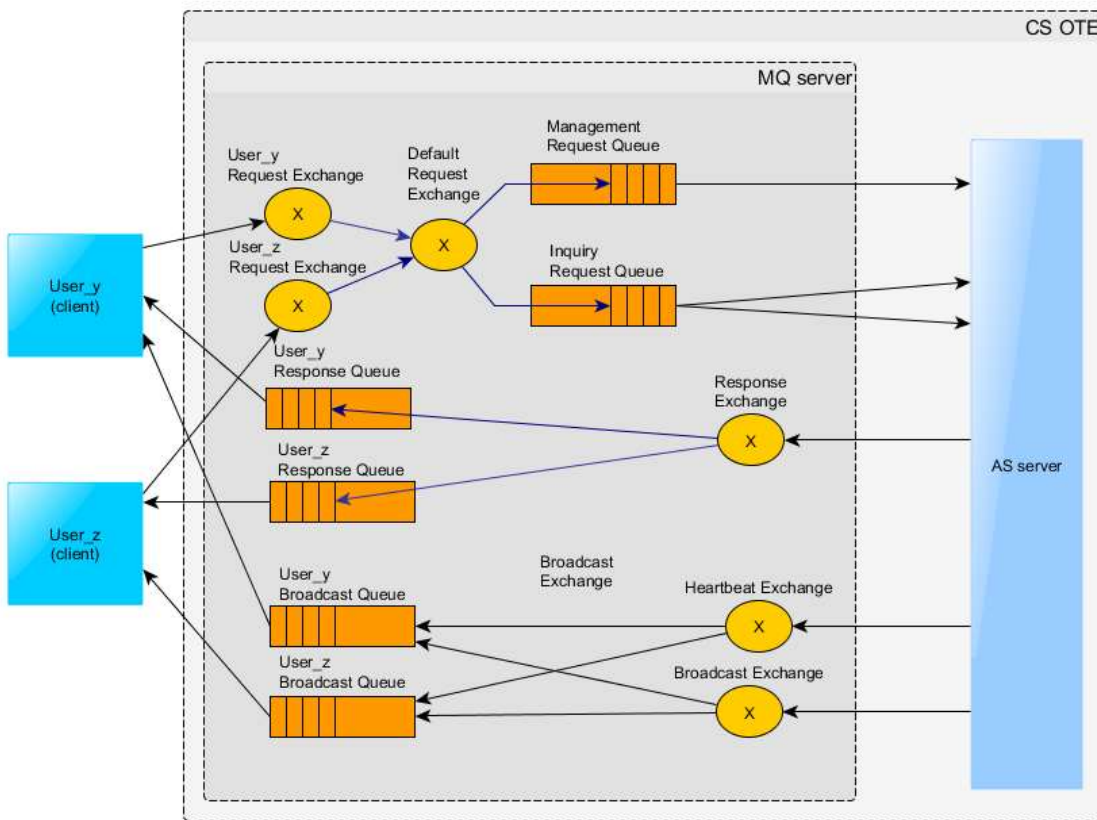 CS OTE
MQ server
Management
Request Queue
User_y
Request Exchange
Default
Request
Exchange
X
X
User_z
Request Exchange
Inquiry
Request Queue
User_y
(client)
X
User_y
Response Queue
Response
Exchange
X
User_z
Response Queue
AS server
User_z
(client)
Broadcast
Exchange
User_y
Broadcast Queue
Heartbeat Exchange
X
User_z
Broadcast Queue
Broadcast Exchange
X